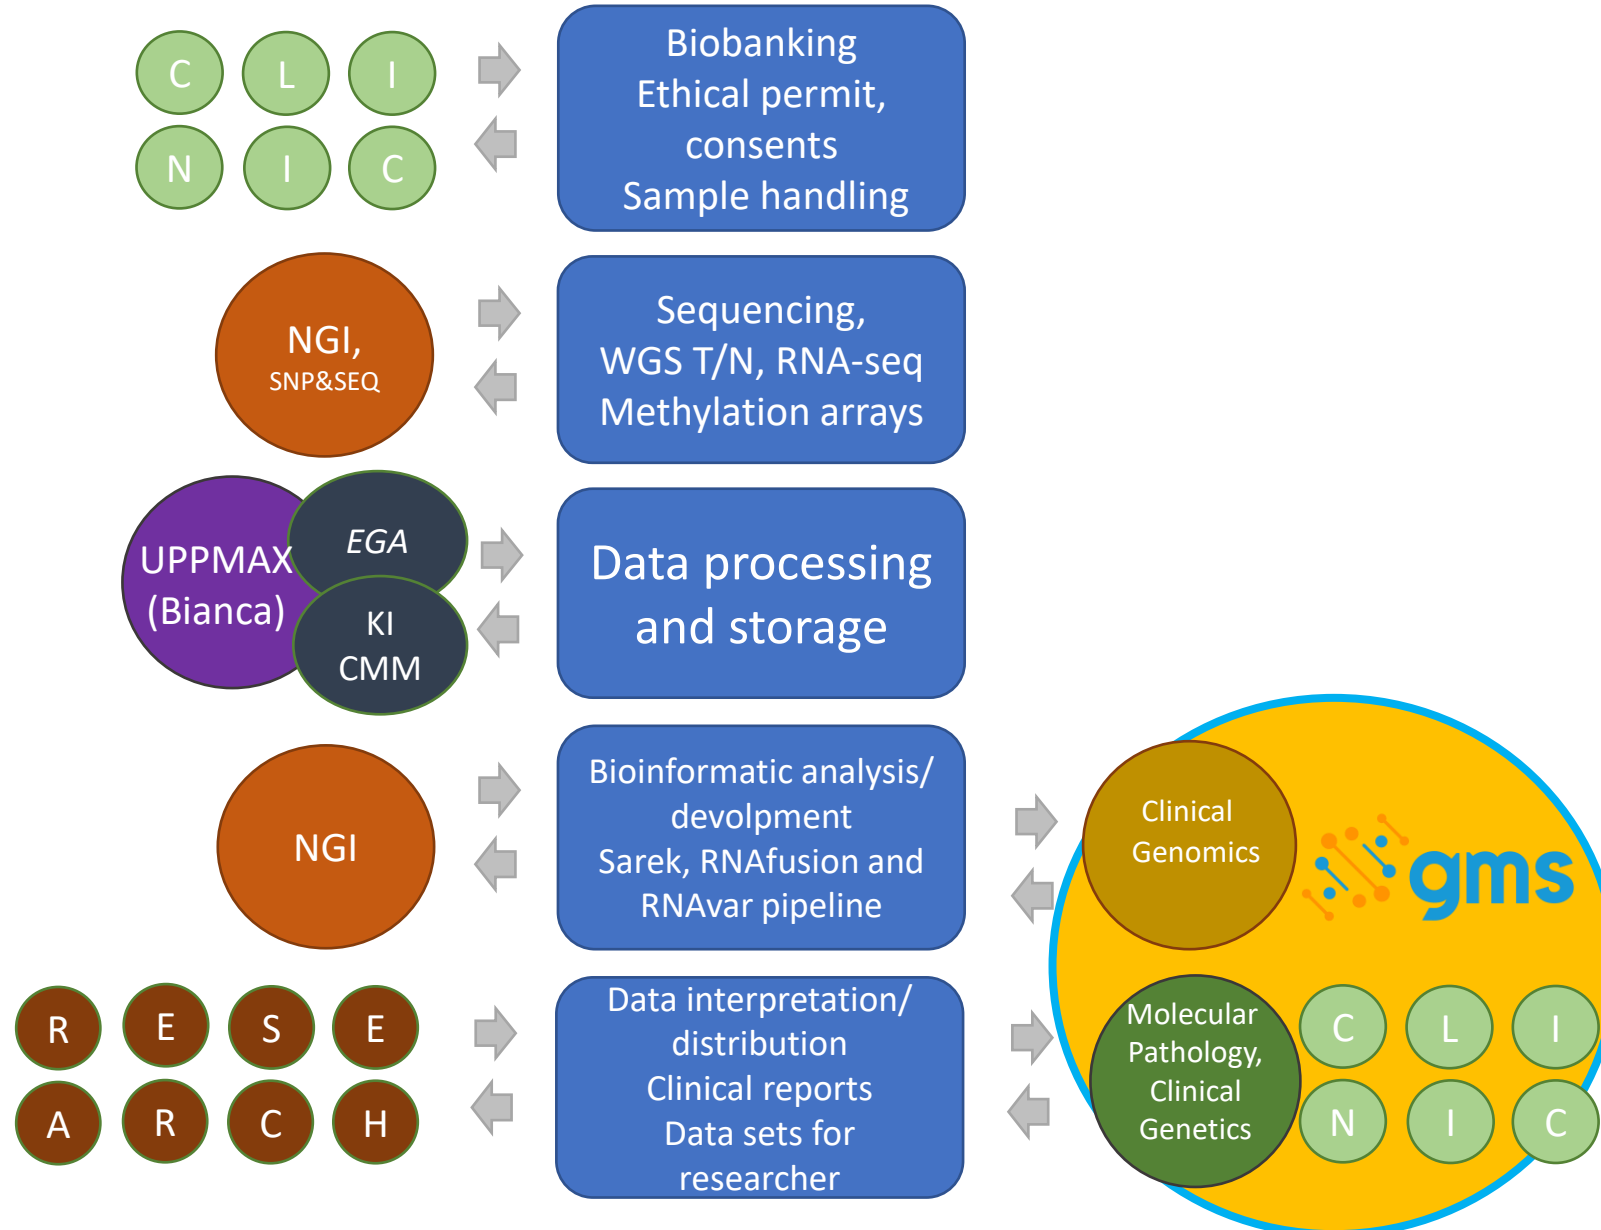 C L I
N I C
Biobanking
Ethical permit,
consents
Sample handling
NGI,
SNP&SEQ
Sequencing,
WGS T/N, RNA-seq
Methylation arrays
UPPMAX
(Bianca)
EGA
KI
CMM
Data processing
and storage
NGI
Bioinformatic analysis/
devolpment
Sarek, RNAfusion and
RNAvar pipeline
Clinical
Genomics
gms
R E S E
A R C H
Data interpretation/
distribution
Clinical reports
Data sets for
researcher
Molecular
Pathology,
Clinical
Genetics
C L I
N I C